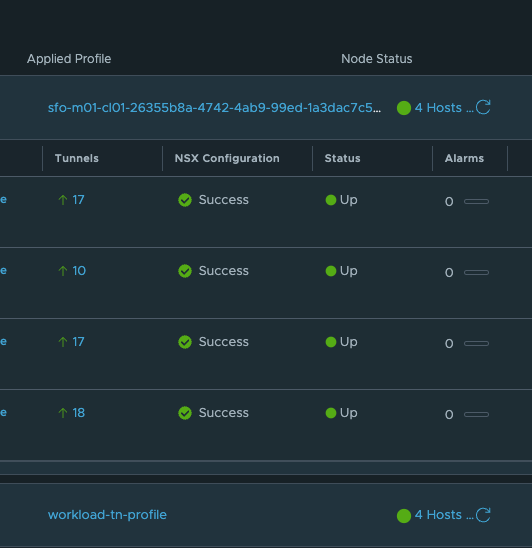 Applied Profile Node Status
sfo-m01-cl01-26355b8a-4742-4ab9-99ed-1a3dac7c5... 4 Hosts ...
Tunnels NSX Configuration Status Alarms
e 17 Success Up 0
e 10 Success Up 0
e 17 Success Up 0
e 18 Success Up 0
workload-tn-profile 4 Hosts ...